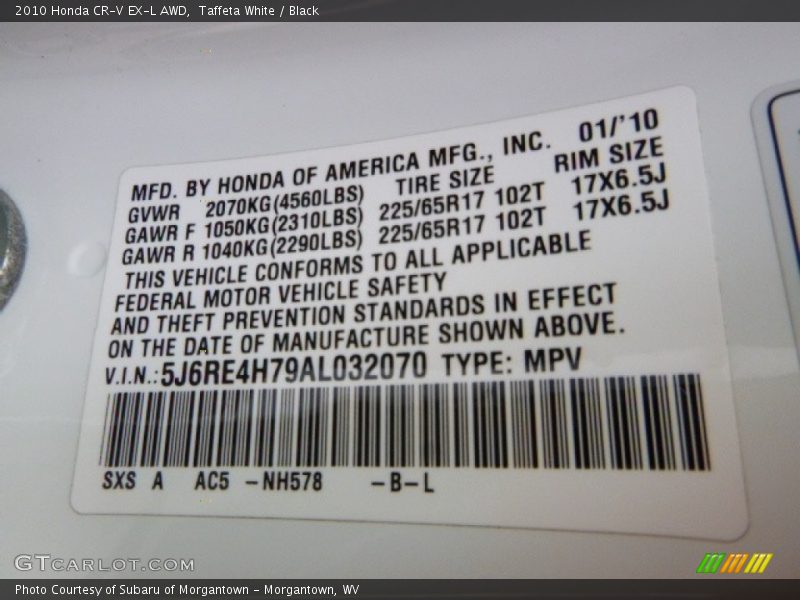 2010 Honda CR-V EX-L AWD,  Taffeta White / Black
MFD. BY HONDA OF AMERICA MFG., INC. 01/'10
GVWR 2070KG(4560LBS) TIRE SIZE RIM SIZE
GAWR F 1050KG(2310LBS) 225/65R17 102T 17X6.5J
GAWR R 1040KG(2290LBS) 225/65R17 102T 17X6.5J
THIS VEHICLE CONFORMS TO ALL APPLICABLE
FEDERAL MOTOR VEHICLE SAFETY
AND THEFT PREVENTION STANDARDS IN EFFECT
ON THE DATE OF MANUFACTURE SHOWN ABOVE.
V.I.N.:5J6RE4H79AL032070 TYPE: MPV
SXS A AC5 -NH578 -B-L
GTCARLOT.COM
Photo Courtesy of Subaru of Morgantown - Morgantown, WV